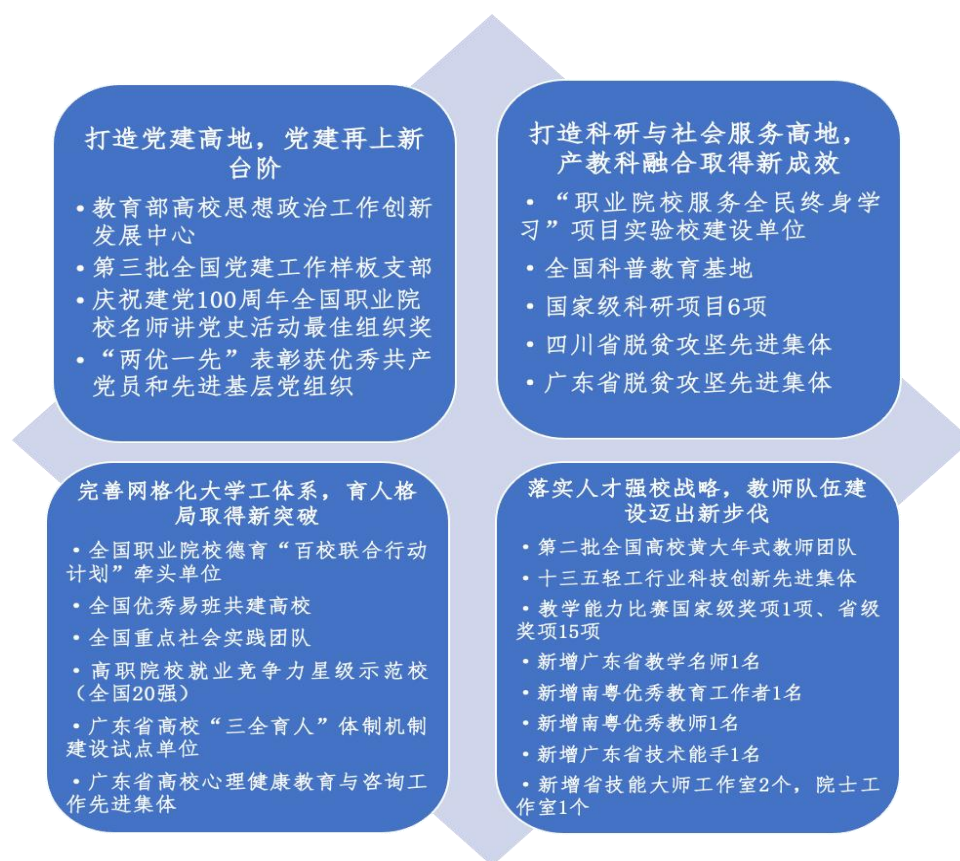 打造党建高地，党建再上新
台阶
•教育部高校思想政治工作创新
发展中心
•第三批全国党建工作样板支部
•庆祝建党100周年全国职业院
校名师讲党史活动最佳组织奖
•“两优一先”表彰获优秀共产
党员和先进基层党组织
打造科研与社会服务高地，
产教科融合取得新成效
•“职业院校服务全民终身学
习”项目实验校建设单位
•全国科普教育基地
•国家级科研项目6项
•四川省脱贫攻坚先进集体
•广东省脱贫攻坚先进集体
完善网格化大学工体系，育人格
局取得新突破
•全国职业院校德育“百校联合行动
计划”牵头单位
•全国优秀易班共建高校
•全国重点社会实践团队
•高职院校就业竞争力星级示范校
（全国20强）
•广东省高校“三全育人”体制机制
建设试点单位
•广东省高校心理健康教育与咨询工
作先进集体
落实人才强校战略，教师队伍建
设迈出新步伐
•第二批全国高校黄大年式教师团队
•十三五轻工行业科技创新先进集体
•教学能力比赛国家级奖项1项、省级
奖项15项
•新增广东省教学名师1名
•新增南粤优秀教育工作者1名
•新增南粤优秀教师1名
•新增广东省技术能手1名
•新增省技能大师工作室2个，院士工
作室1个